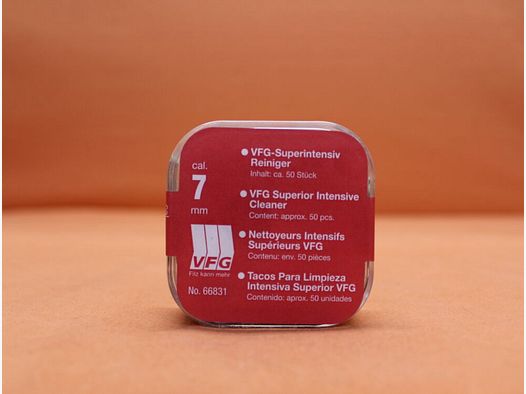 cal.
7
mm
VFG
Filz kann mehr
No. 66831
VFG-Superintensiv
Reiniger
Inhalt: ca. 50 Stück
VFG Superior Intensive
Cleaner
Content: approx. 50 pcs.
Nettoyeurs Intensifs
Supérieurs VFG
Contenu: env. 50 pièces
Tacos Para Limpieza
Intensiva Superior VFG
Contenido: aprox. 50 unidades